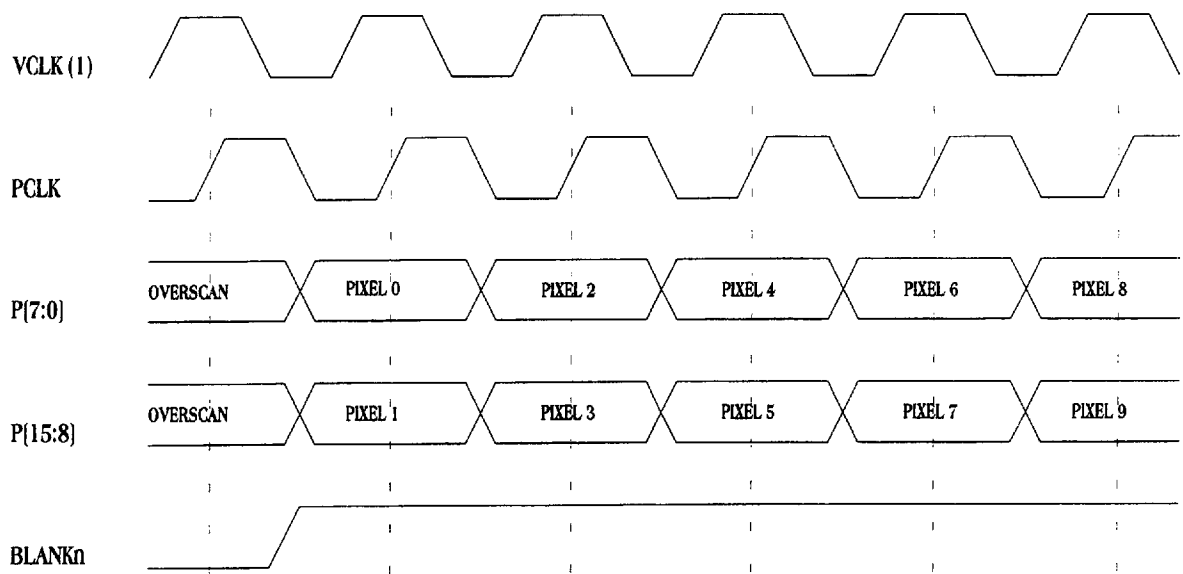 VCLK (1)
PCLK
P[7:0] OVERSCAN PIXEL 0 PIXEL 2 PIXEL 4 PIXEL 6 PIXEL 8
P[15:8] OVERSCAN PIXEL 1 PIXEL 3 PIXEL 5 PIXEL 7 PIXEL 9
BLANKn